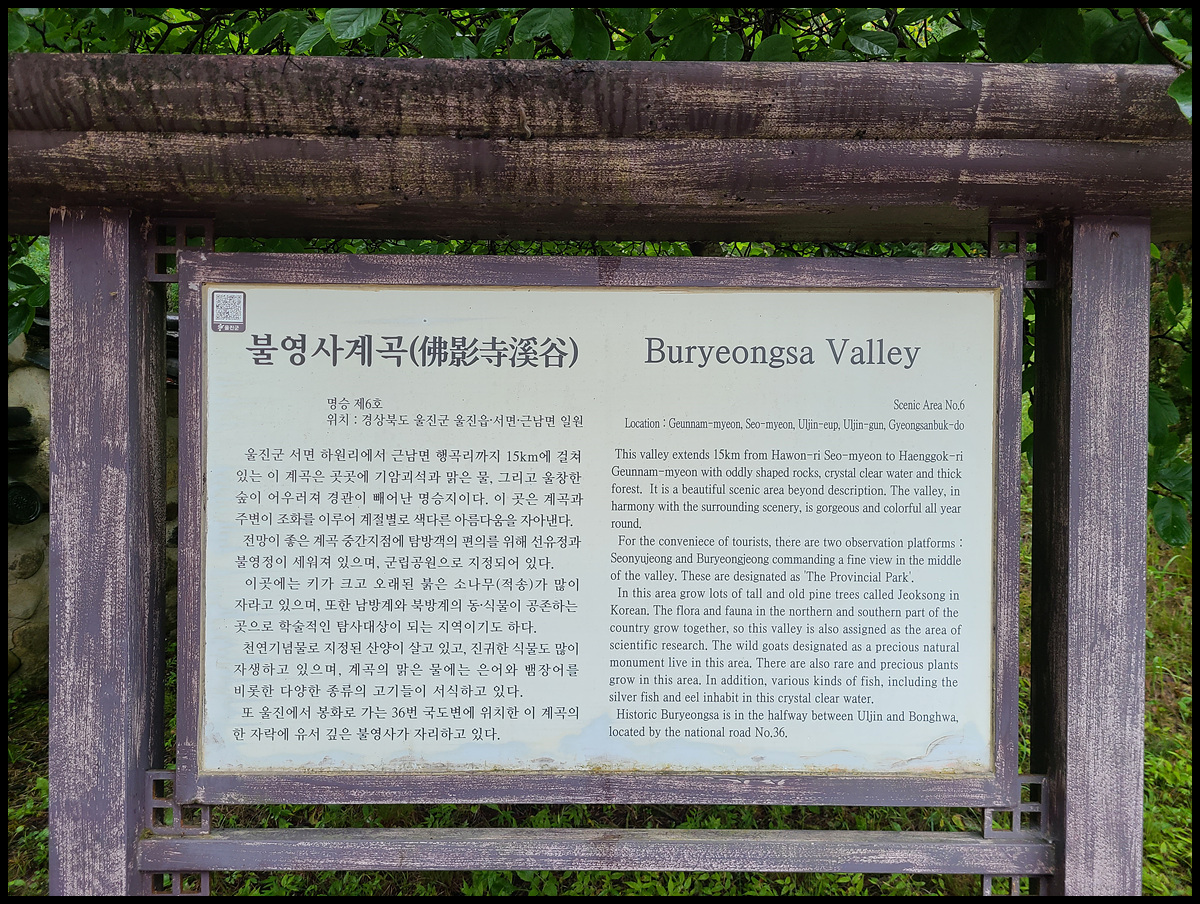 울진군
불영사계곡(佛影寺溪谷)
명승 제6호
위치 : 경상북도 울진군 울진읍·서면·근남면 일원
울진군 서면 하원리에서 근남면 행곡리까지 15km에 걸쳐
있는 이 계곡은 곳곳에 기암괴석과 맑은 물, 그리고 울창한
숲이 어우러져 경관이 빼어난 명승지이다. 이 곳은 계곡과
주변이 조화를 이루어 계절별로 색다른 아름다움을 자아낸다.
전망이 좋은 계곡 중간지점에 탐방객의 편의를 위해 선유정과
불영정이 세워져 있으며, 군립공원으로 지정되어 있다.
이곳에는 키가 크고 오래된 붉은 소나무(적송)가 많이
자라고 있으며, 또한 남방계와 북방계의 동·식물이 공존하는
곳으로 학술적인 탐사대상이 되는 지역이기도 하다.
천연기념물로 지정된 산양이 살고 있고, 진귀한 식물도 많이
자생하고 있으며, 계곡의 맑은 물에는 은어와 뱀장어를
비롯한 다양한 종류의 고기들이 서식하고 있다.
또 울진에서 봉화로 가는 36번 국도변에 위치한 이 계곡의
한 자락에 유서 깊은 불영사가 자리하고 있다.
Buryeongsa Valley
Scenic Area No.6
Location : Geunnam-myeon, Seo-myeon, Uljin-eup, Uljin-gun, Gyeongsanbuk-do
This valley extends 15km from Hawon-ri Seo-myeon to Haenggok-ri
Geunnam-myeon with oddly shaped rocks, crystal clear water and thick
forest. It is a beautiful scenic area beyond description. The valley, in
harmony with the surrounding scenery, is gorgeous and colorful all year
round.
For the conveniece of tourists, there are two observation platforms :
Seonyujeong and Buryeongjeong commanding a fine view in the middle
of the valley. These are designated as 'The Provincial Park'.
In this area grow lots of tall and old pine trees called Jeoksong in
Korean. The flora and fauna in the northern and southern part of the
country grow together, so this valley is also assigned as the area of
scientific research. The wild goats designated as a precious natural
monument live in this area. There are also rare and precious plants
grow in this area. In addition, various kinds of fish, including the
silver fish and eel inhabit in this crystal clear water.
Historic Buryeongsa is in the halfway between Uljin and Bonghwa,
located by the national road No.36.